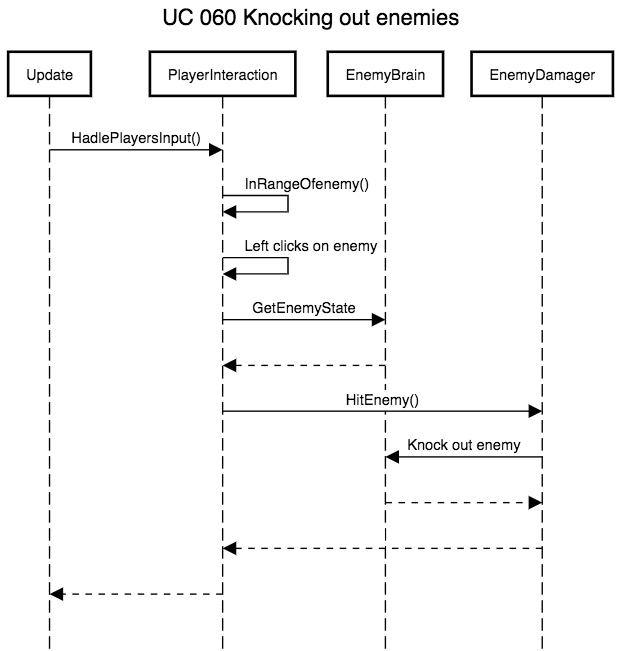 UC 060 Knocking out enemies
Update
PlayerInteraction
EnemyBrain
EnemyDamager
HadlePlayersInput()
InRangeOfenemy()
Left clicks on enemy
GetEnemyState
HitEnemy()
Knock out enemy